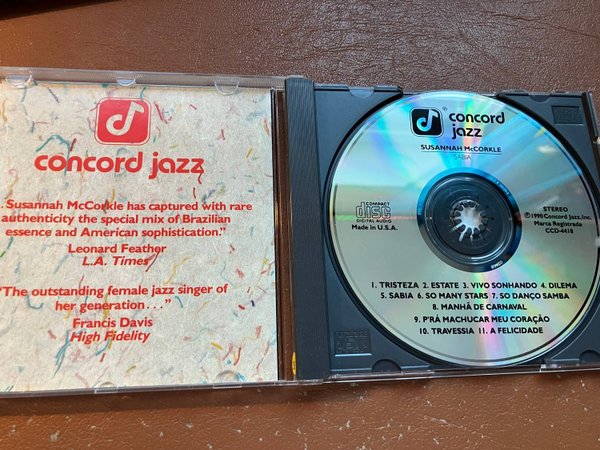 concord jazz
. Susannah McCorkle has captured with rare
authenticity the special mix of Brazilian
essence and American sophistication."
Leonard Feather
L.A. Times
"The outstanding female jazz singer of
her generation . . ."
Francis Davis
High Fidelity
® concord
jazz
SUSANNAH McCORKLE
SABIA
COMPACT
disc
DIGITAL AUDIO
Made in U.S.A.
STEREO
℗1990 Concord Jazz, Inc.
Marca Registrada
CCD-4418
1. TRISTEZA 2. ESTATE 3. VIVO SONHANDO 4. DILEMA
5. SABIA 6. SO MANY STARS 7. SO DANÇO SAMBA
8. MANHÃ DE CARNAVAL
9. P'RÁ MACHUCAR MEU CORAÇÃO
10. TRAVESSIA 11. A FELICIDADE